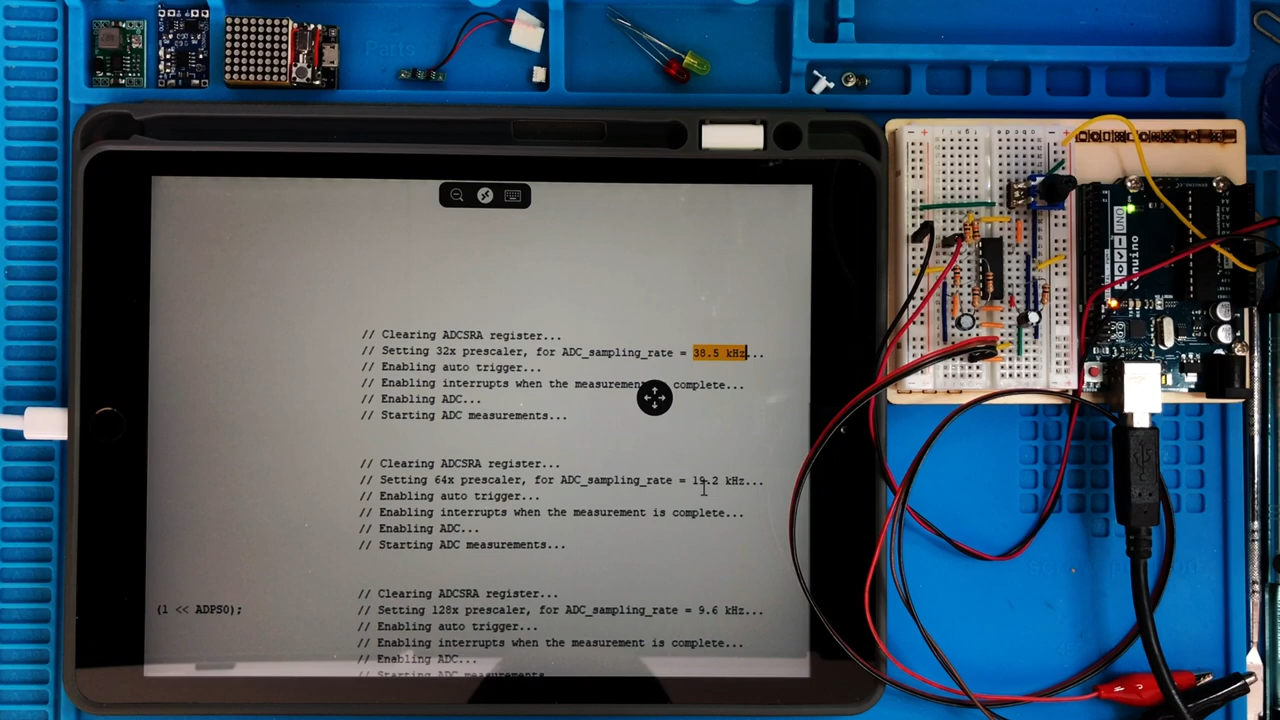 Parts
// Clearing ADCSRA register...
// Setting 32x prescaler, for ADC_sampling_rate = 38.5 kHz...
// Enabling auto trigger...
// Enabling interrupts when the measurement complete...
// Enabling ADC...
// Starting ADC measurements...
// Clearing ADCSRA register...
// Setting 64x prescaler, for ADC_sampling_rate = 19.2 kHz...
// Enabling auto trigger...
// Enabling interrupts when the measurement is complete...
// Enabling ADC...
// Starting ADC measurements...
// Clearing ADCSRA register...
(1 << ADPS0); // Setting 128x prescaler, for ADC_sampling_rate = 9.6 kHz...
// Enabling auto trigger...
// Enabling interrupts when the measurement is complete...
// Enabling ADC...
// Starting ADC measurements
UNO